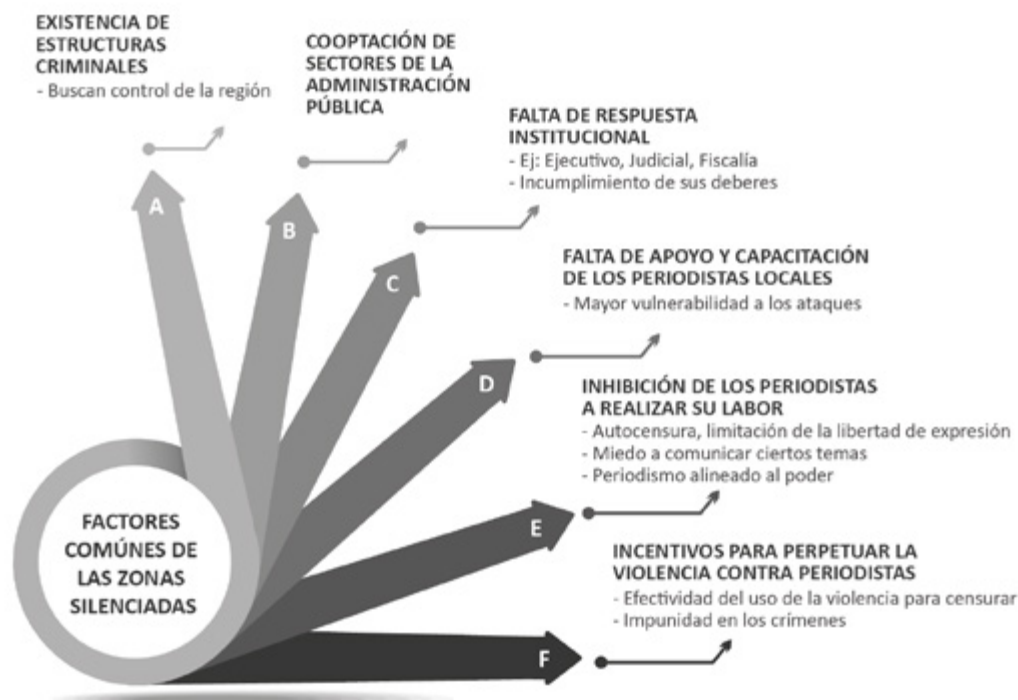 EXISTENCIA DE
ESTRUCTURAS
CRIMINALES
- Buscan control de la región
COOPTACIÓN DE
SECTORES DE LA
ADMINISTRACIÓN
PÚBLICA
FALTA DE RESPUESTA
INSTITUCIONAL
- Ej: Ejecutivo, Judicial, Fiscalía
- Incumplimiento de sus deberes
FALTA DE APOYO Y CAPACITACIÓN
DE LOS PERIODISTAS LOCALES
- Mayor vulnerabilidad a los ataques
INHIBICIÓN DE LOS PERIODISTAS
A REALIZAR SU LABOR
- Autocensura, limitación de la libertad de expresión
- Miedo a comunicar ciertos temas
- Periodismo alineado al poder
INCENTIVOS PARA PERPETUAR LA
VIOLENCIA CONTRA PERIODISTAS
- Efectividad del uso de la violencia para censurar
- Impunidad en los crímenes
A
B
C
D
E
F
FACTORES
COMÚNES DE
LAS ZONAS
SILENCIADAS